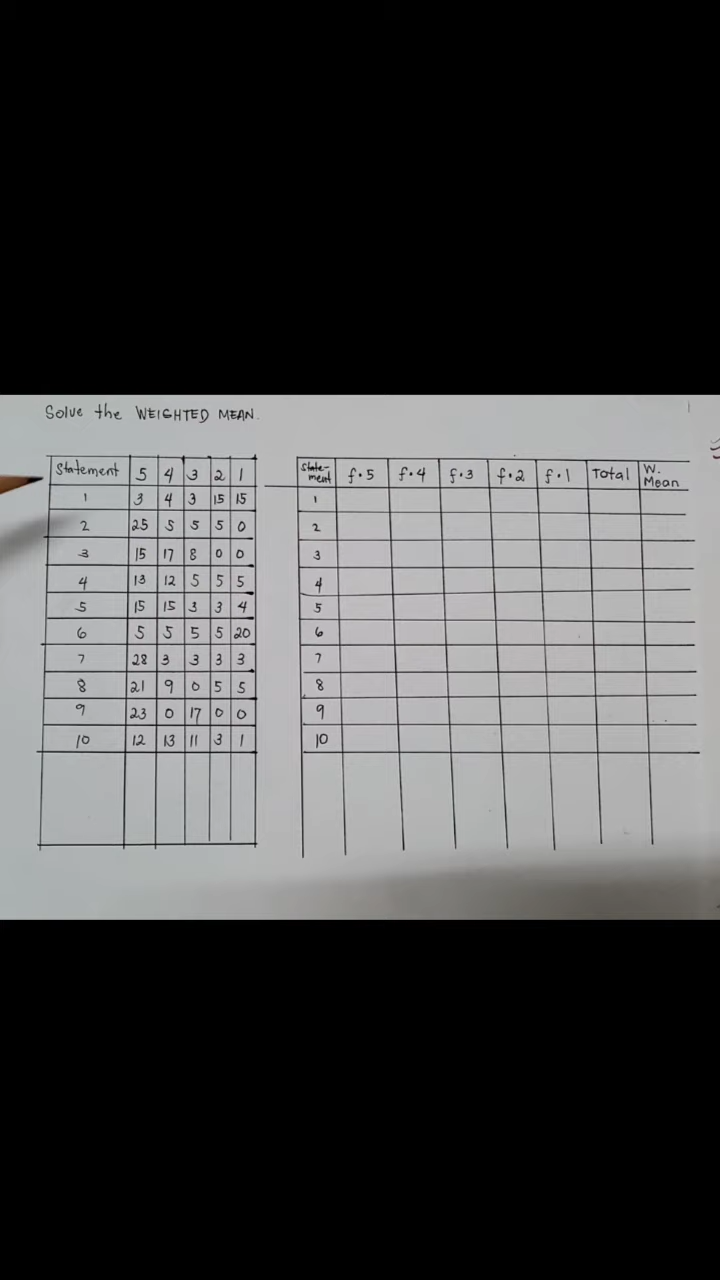 Solve the WEIGHTED MEAN.
Statement 5 4 3 2 1
1 3 4 3 15 15
2 25 5 5 5 0
3 15 17 8 0 0
4 13 12 5 5 5
5 15 15 3 3 4
6 5 5 5 5 20
7 28 3 3 3 3
8 21 9 0 5 5
9 23 0 17 0 0
10 12 13 11 3 1
State-ment f•5 f•4 f•3 f•2 f•1 Total W. Mean
1
2
3
4
5
6
7
8
9
10